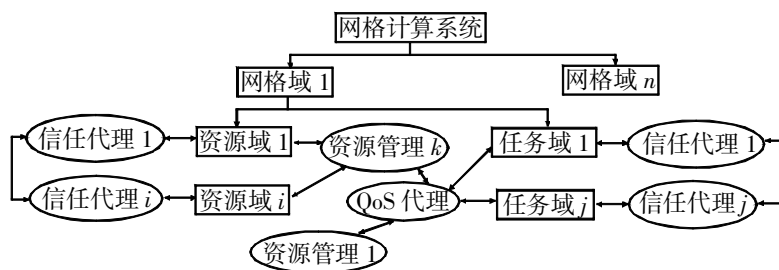 网格计算系统
网格域 1
网格域 n
信任代理 1
资源域 1
资源管理 k
任务域 1
信任代理 1
信任代理 i
资源域 i
QoS 代理
任务域 j
信任代理 j
资源管理 1